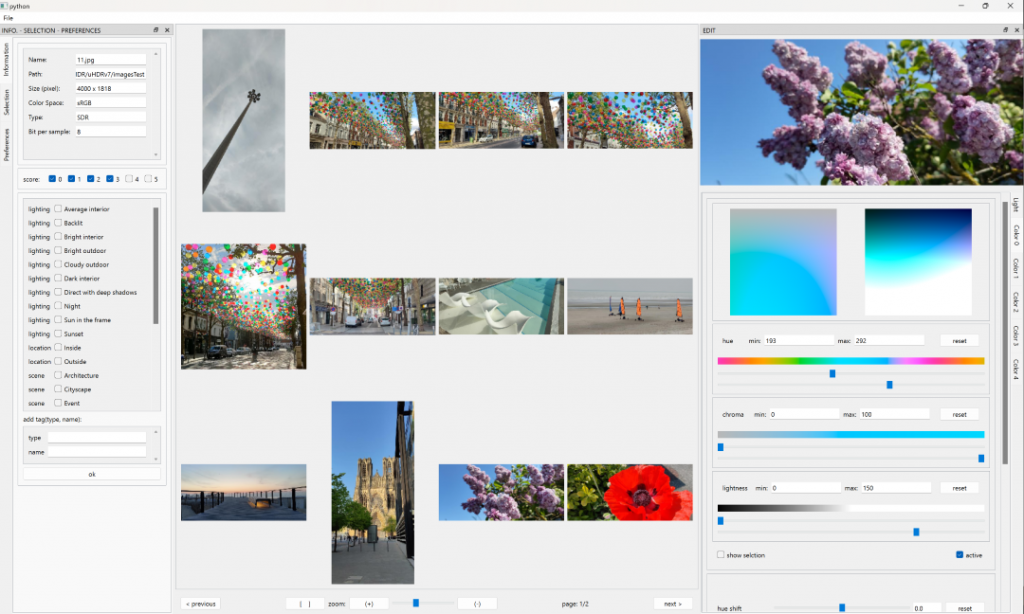 python
File
INFO. - SELECTION - PREFERENCES
Information
Selection
Preferences
Name: 11.jpg
Path: IDR/uHDRv7/imagesTest
Size (pixel): 4000 x 1818
Color Space: sRGB
Type: SDR
Bit per sample: 8
score: 0 1 2 3 4 5
lighting Average interior
lighting Backlit
lighting Bright interior
lighting Bright outdoor
lighting Cloudy outdoor
lighting Dark interior
lighting Direct with deep shadows
lighting Night
lighting Sun in the frame
lighting Sunset
location Inside
location Outside
scene Architecture
scene Cityscape
scene Event
add tag(type, name):
type
name
ok
< previous
[ ]
zoom:
(+)
(-)
page: 1/2
next >
EDIT
Light
Color 0
Color 1
Color 2
Color 3
Color 4
hue min: 193 max: 292 reset
chroma min: 0 max: 100 reset
lightness min: 0 max: 150 reset
show selction
active
hue shift 0.0 reset